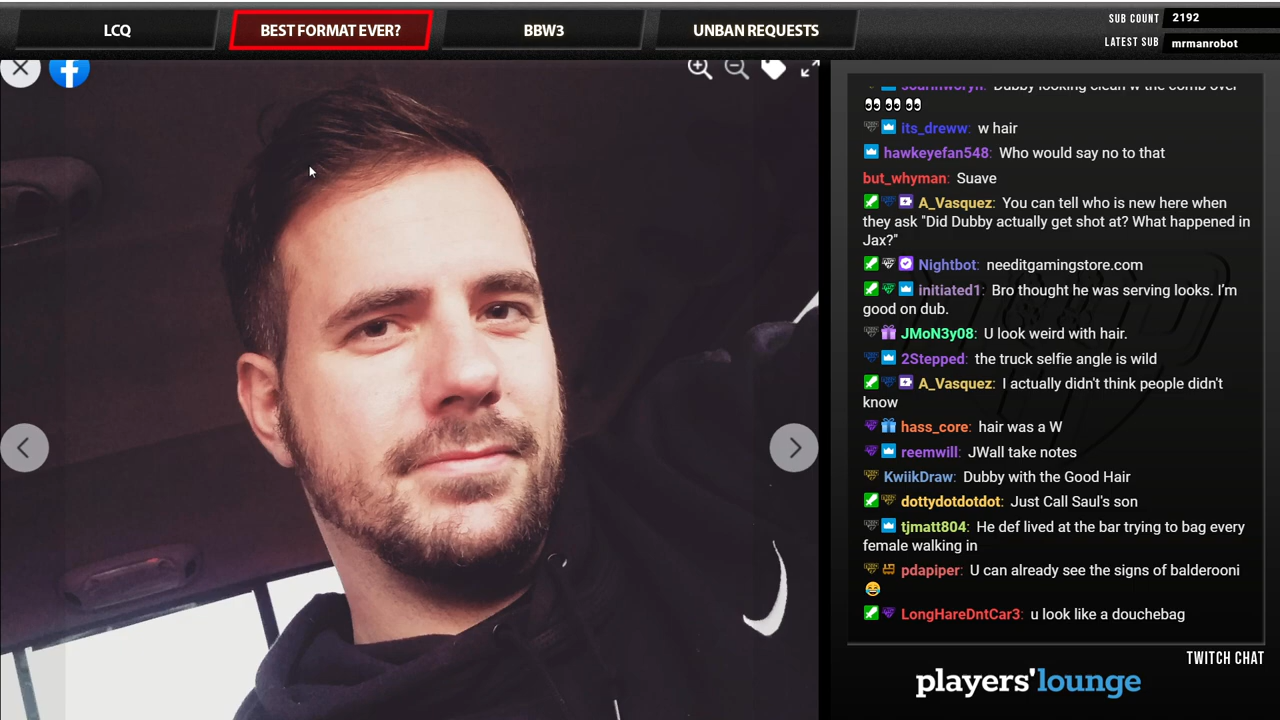 LCQ
BEST FORMAT EVER?
BBW3
UNBAN REQUESTS
SUB COUNT 2192
LATEST SUB mrmanrobot
Dubby looking clean w the comb over
its_dreww: w hair
hawkeyefan548: Who would say no to that
but_whyman: Suave
A_Vasquez: You can tell who is new here when
they ask "Did Dubby actually get shot at? What happened in
Jax?"
Nightbot: needitgamingstore.com
initiated1: Bro thought he was serving looks. I'm
good on dub.
JMoN3y08: U look weird with hair.
2Stepped: the truck selfie angle is wild
A_Vasquez: I actually didn't think people didn't
know
hass_core: hair was a W
reemwill: JWall take notes
KwiikDraw: Dubby with the Good Hair
dottydotdotdot: Just Call Saul's son
tjmatt804: He def lived at the bar trying to bag every
female walking in
pdapiper: U can already see the signs of balderooni
LongHareDntCar3: u look like a douchebag
TWITCH CHAT
players'lounge